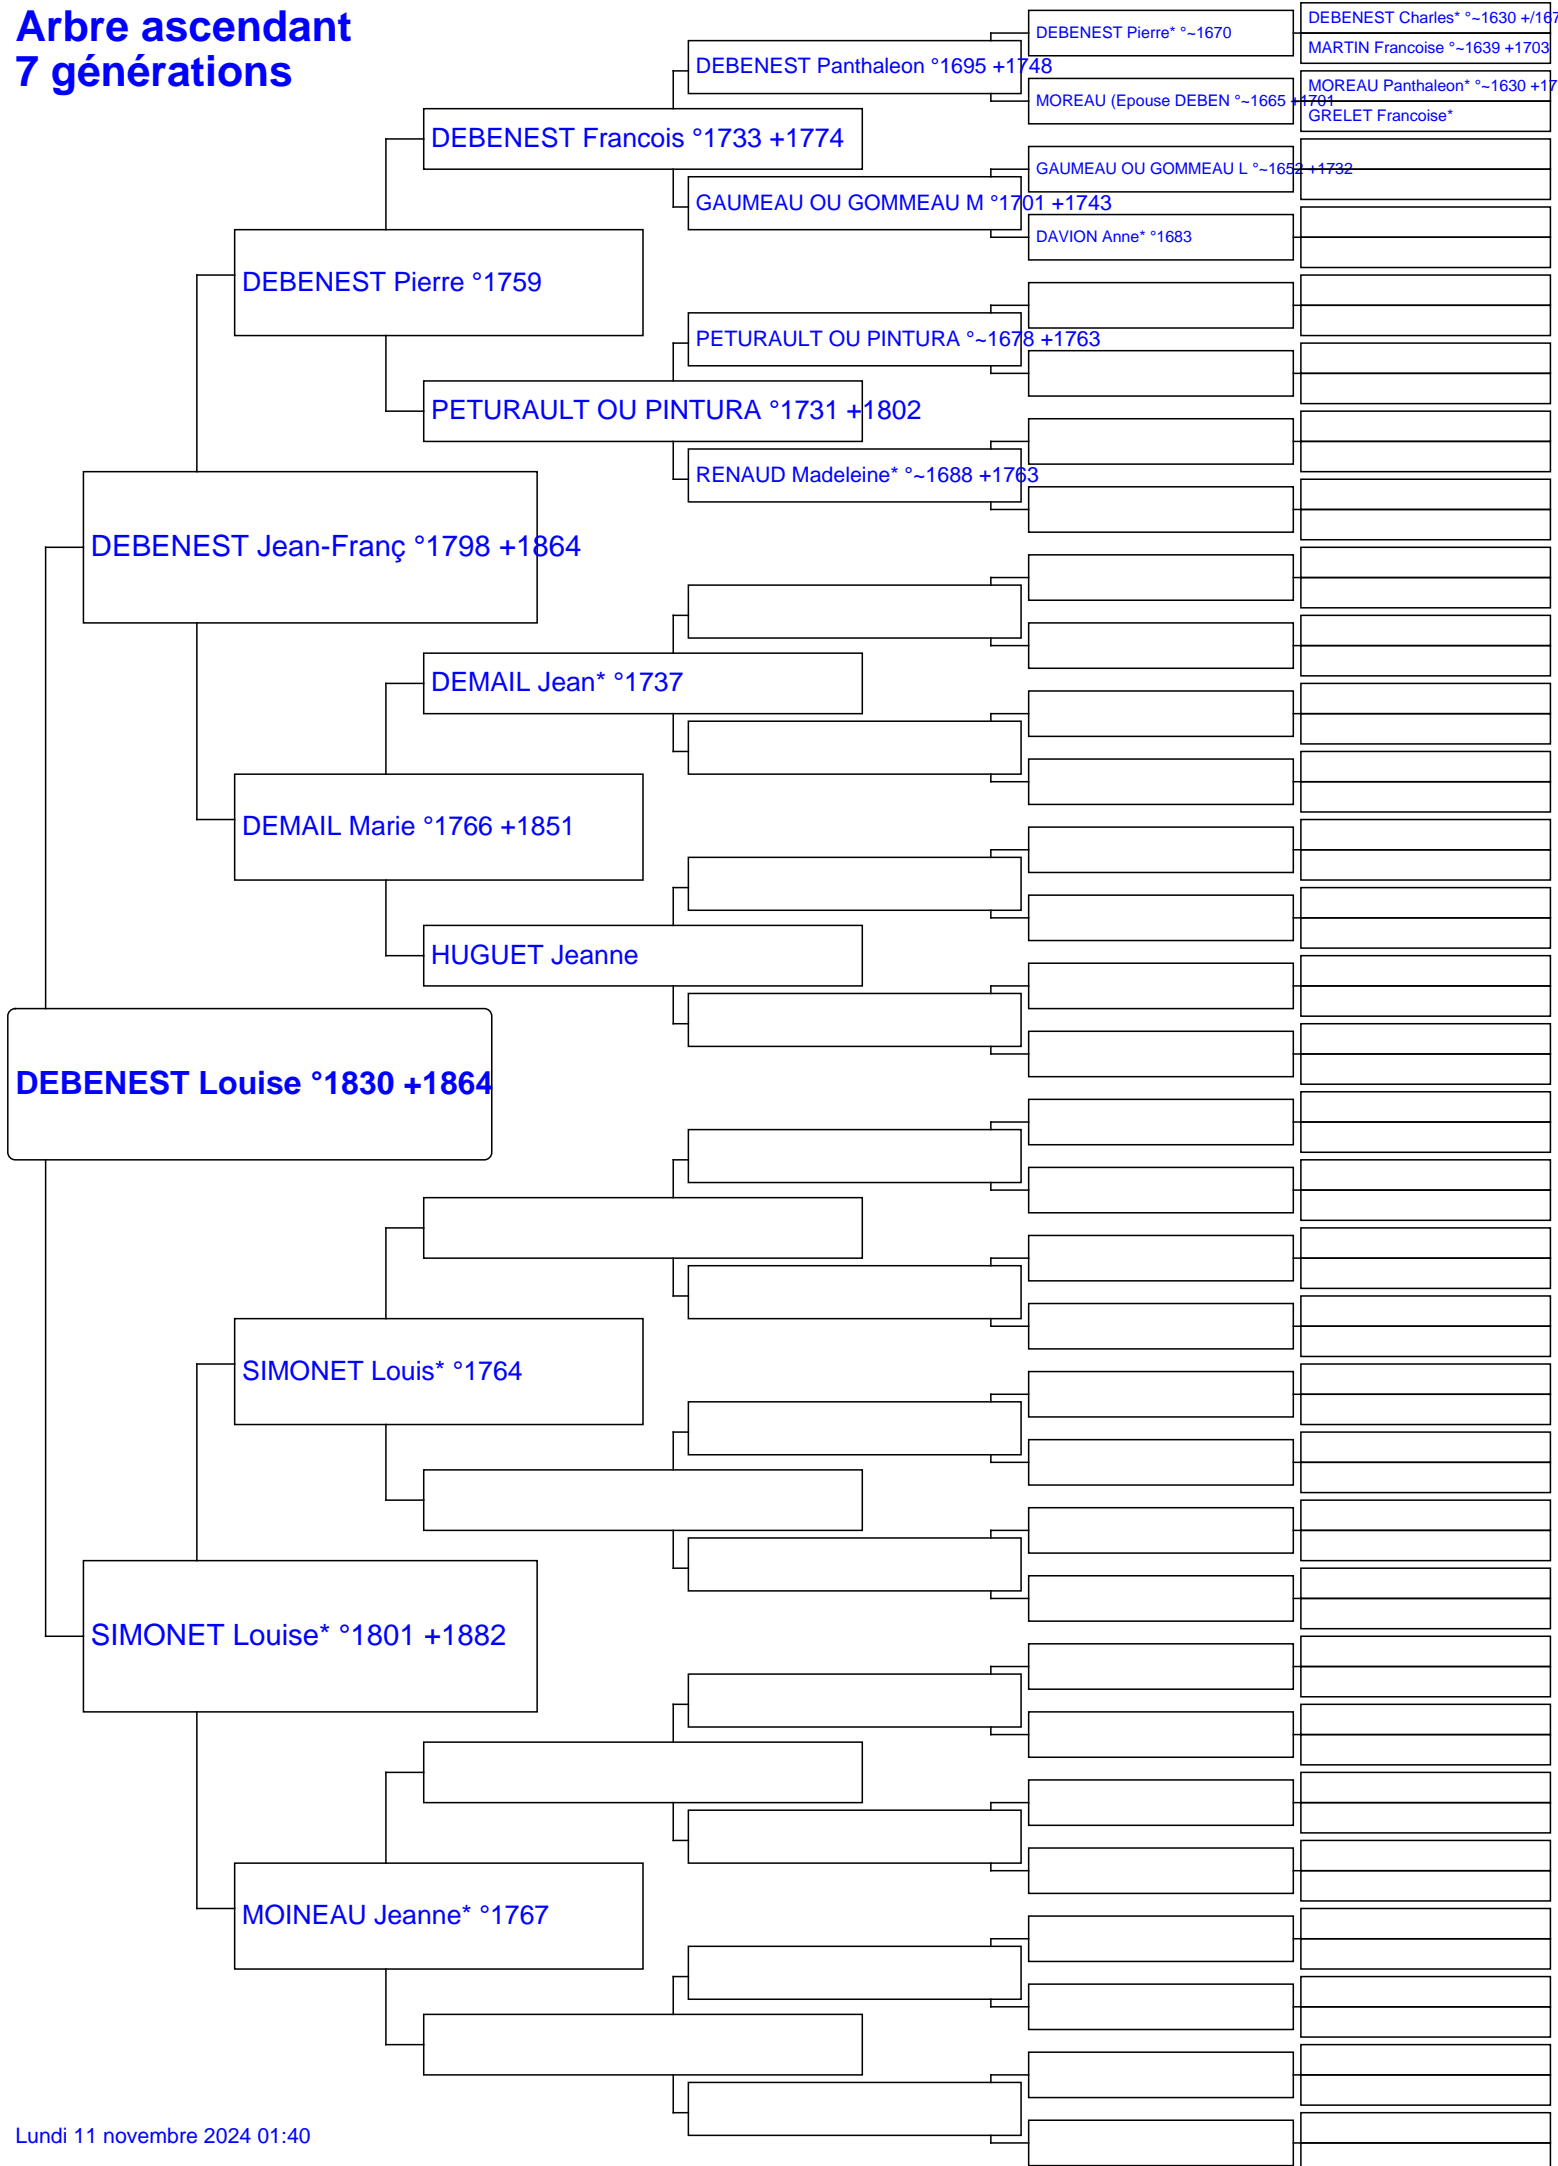 Arbre ascendant
7 générations
DEBENEST Charles* °~1630 +/167
DEBENEST Pierre* °~1670
MARTIN Francoise °~1639 +1703
DEBENEST Panthaleon °1695 +1748
MOREAU Panthaleon* °~1630 +17
MOREAU (Epouse DEBEN °~1665 +1701
GRELET Francoise*
DEBENEST Francois °1733 +1774
GAUMEAU OU GOMMEAU L °~1652 +1732
GAUMEAU OU GOMMEAU M °1701 +1743
DAVION Anne* °1683
DEBENEST Pierre °1759
PETURAULT OU PINTURA °~1678 +1763
PETURAULT OU PINTURA °1731 +1802
RENAUD Madeleine* °~1688 +1763
DEBENEST Jean-Franç °1798 +1864
DEMAIL Jean* °1737
DEMAIL Marie °1766 +1851
HUGUET Jeanne
DEBENEST Louise °1830 +1864
SIMONET Louis* °1764
SIMONET Louise* °1801 +1882
MOINEAU Jeanne* °1767
Lundi 11 novembre 2024 01:40